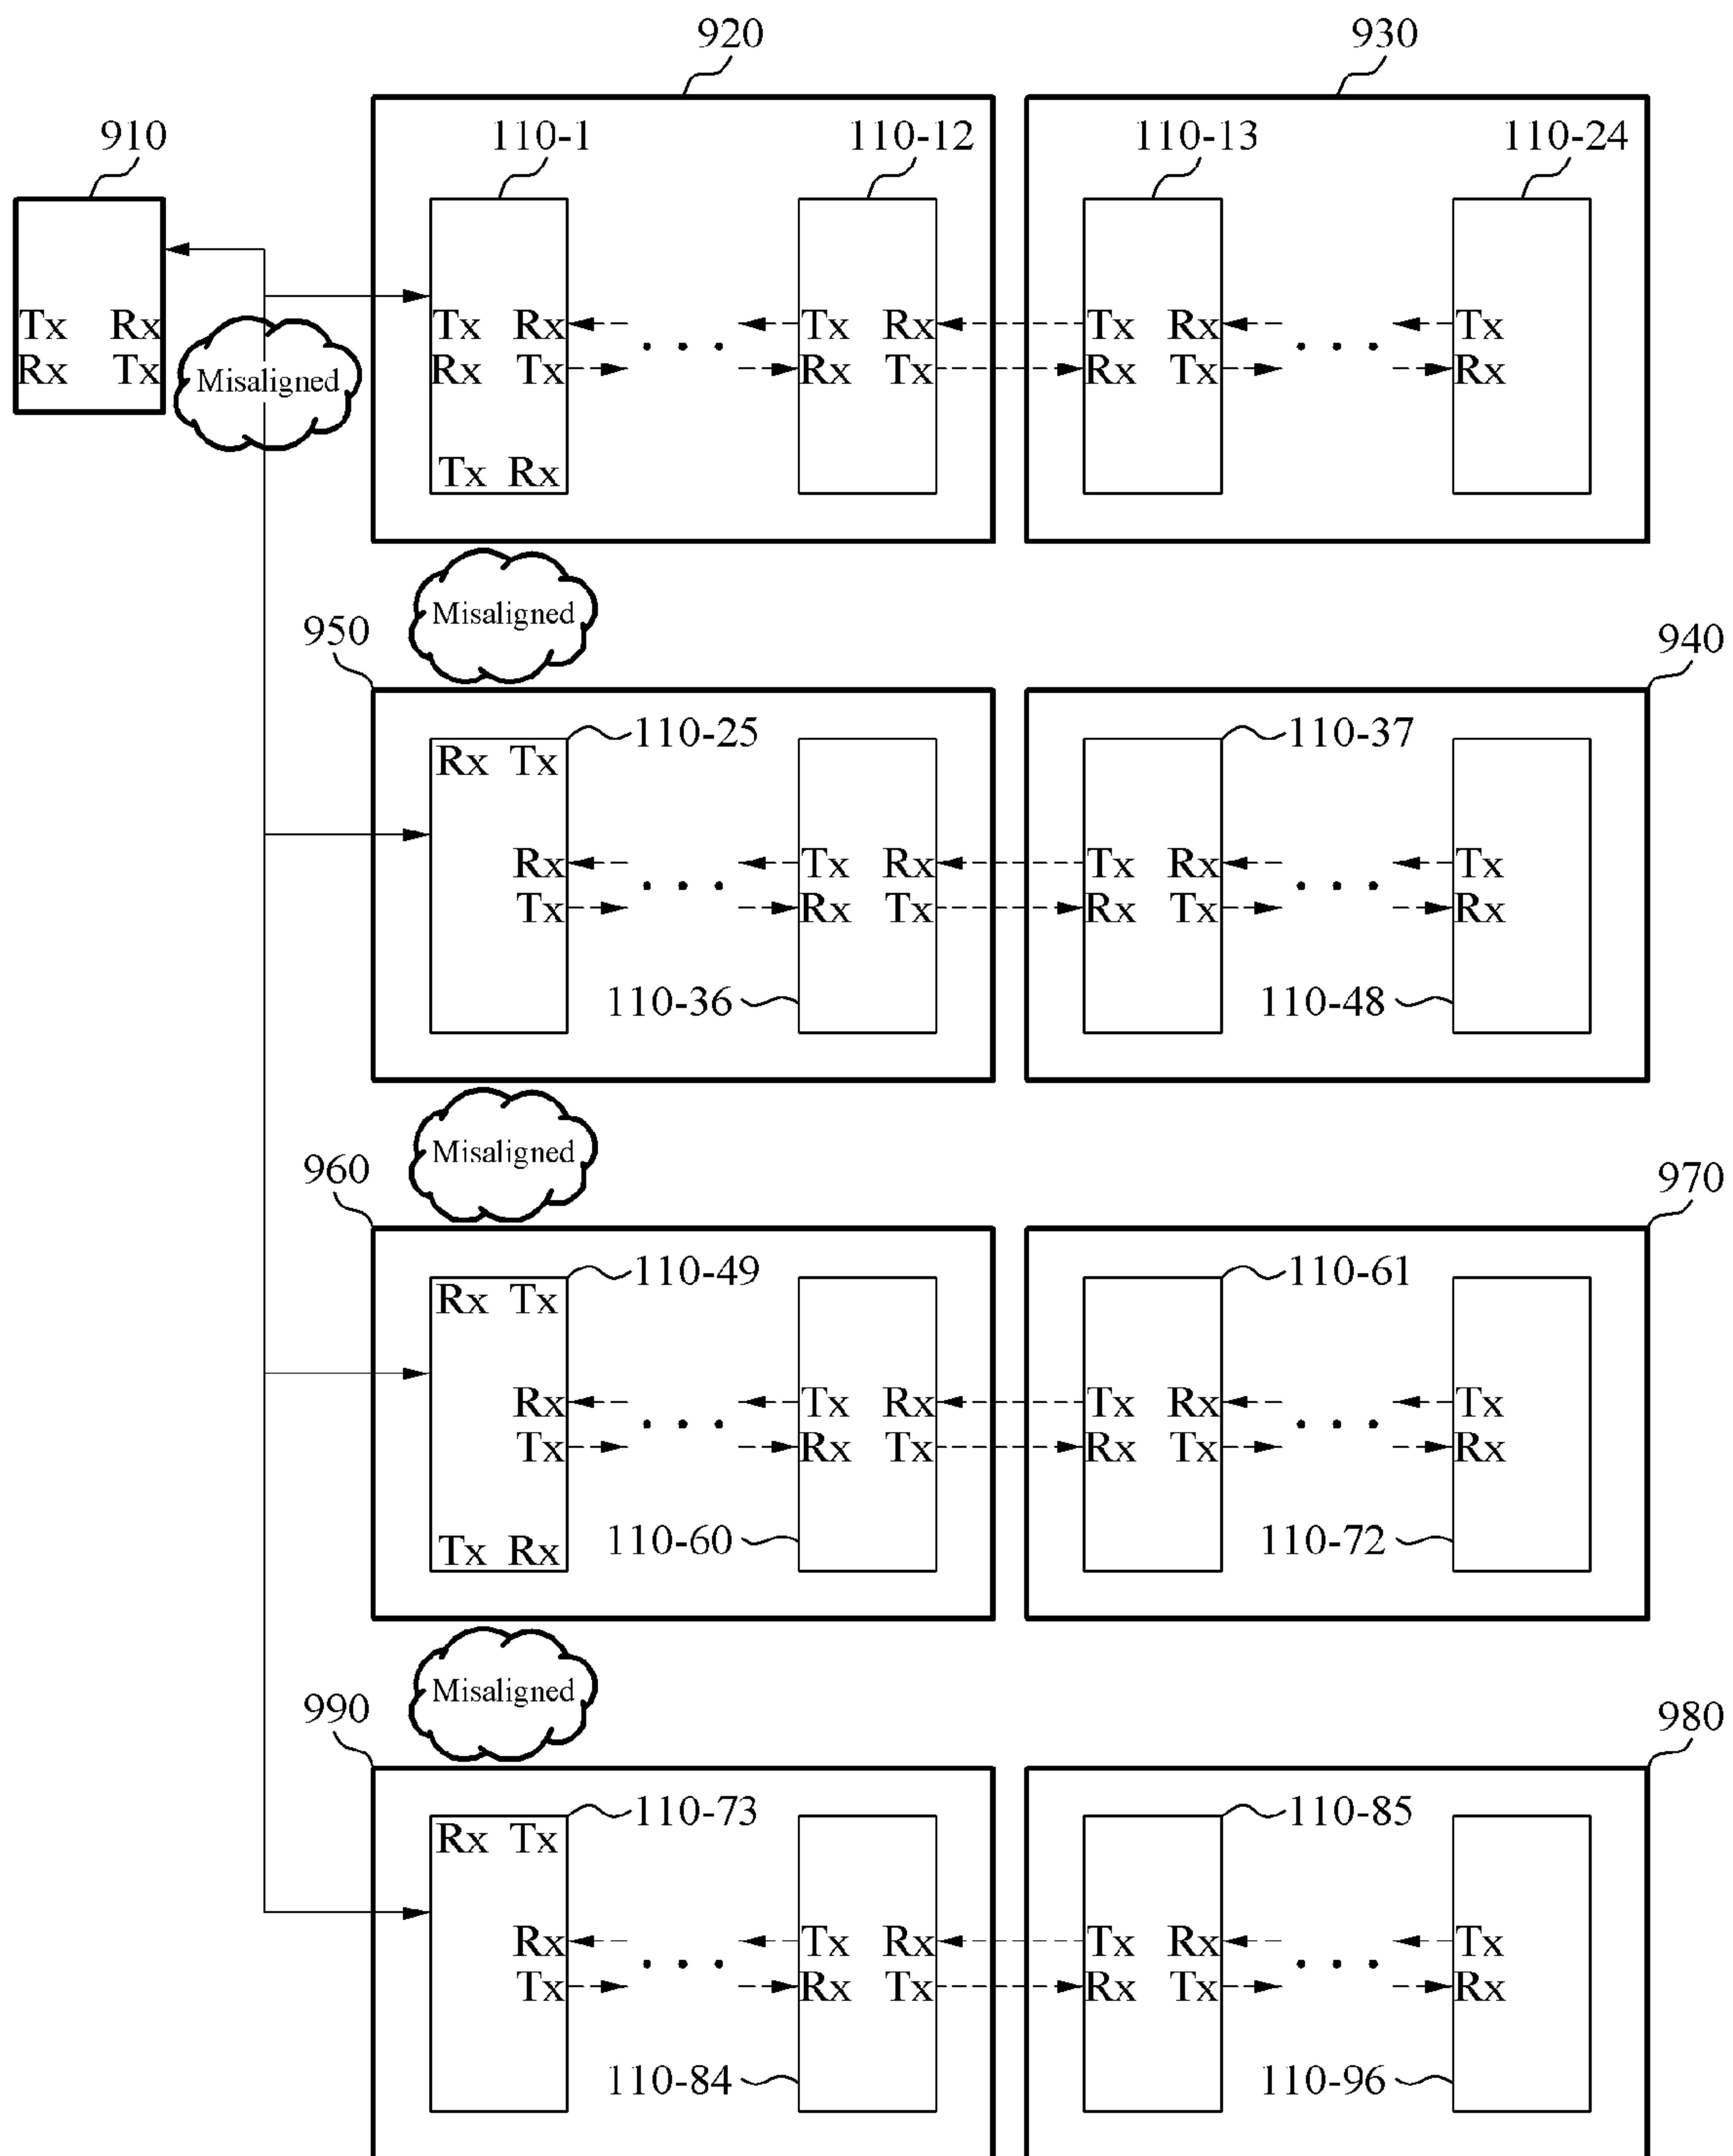 920 930
910 110-1 110-12 110-13 110-24
Tx Rx Tx Rx Tx Rx Tx Rx Tx
Rx Tx Misaligned Rx Tx . . . Rx Tx Rx Tx . . . Rx
Tx Rx
Misaligned
950 940
110-25 110-37
Rx Tx
Rx Tx Rx Tx Rx Tx
Tx . . . Rx Tx Rx Tx . . . Rx
110-36 110-48
Misaligned
960 970
110-49 110-61
Rx Tx
Rx Tx Rx Tx Rx Tx
Tx . . . Rx Tx Rx Tx . . . Rx
Tx Rx 110-60 110-72
Misaligned
990 980
110-73 110-85
Rx Tx
Rx Tx Rx Tx Rx Tx
Tx . . . Rx Tx Rx Tx . . . Rx
110-84 110-96